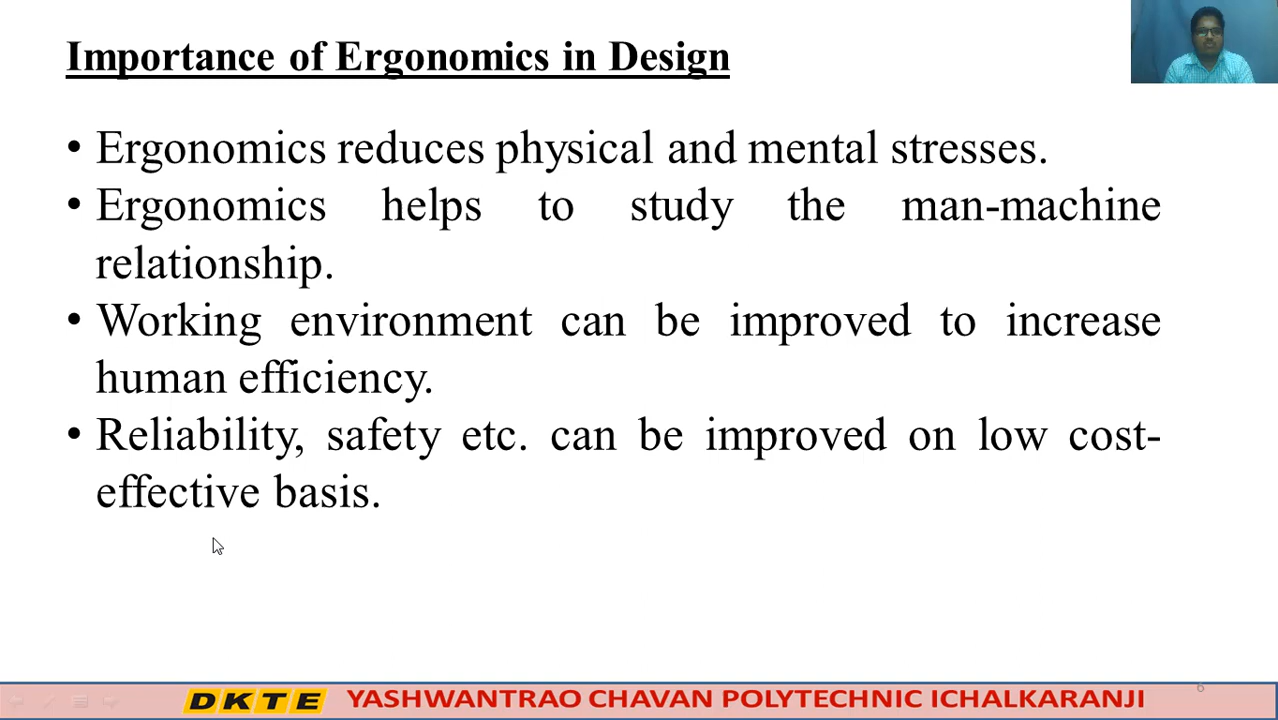 Importance of Ergonomics in Design
• Ergonomics reduces physical and mental stresses.
• Ergonomics helps to study the man-machine
relationship.
• Working environment can be improved to increase
human efficiency.
• Reliability, safety etc. can be improved on low cost-
effective basis.
6
DKTE YASHWANTRAO CHAVAN POLYTECHNIC ICHALKARANJI